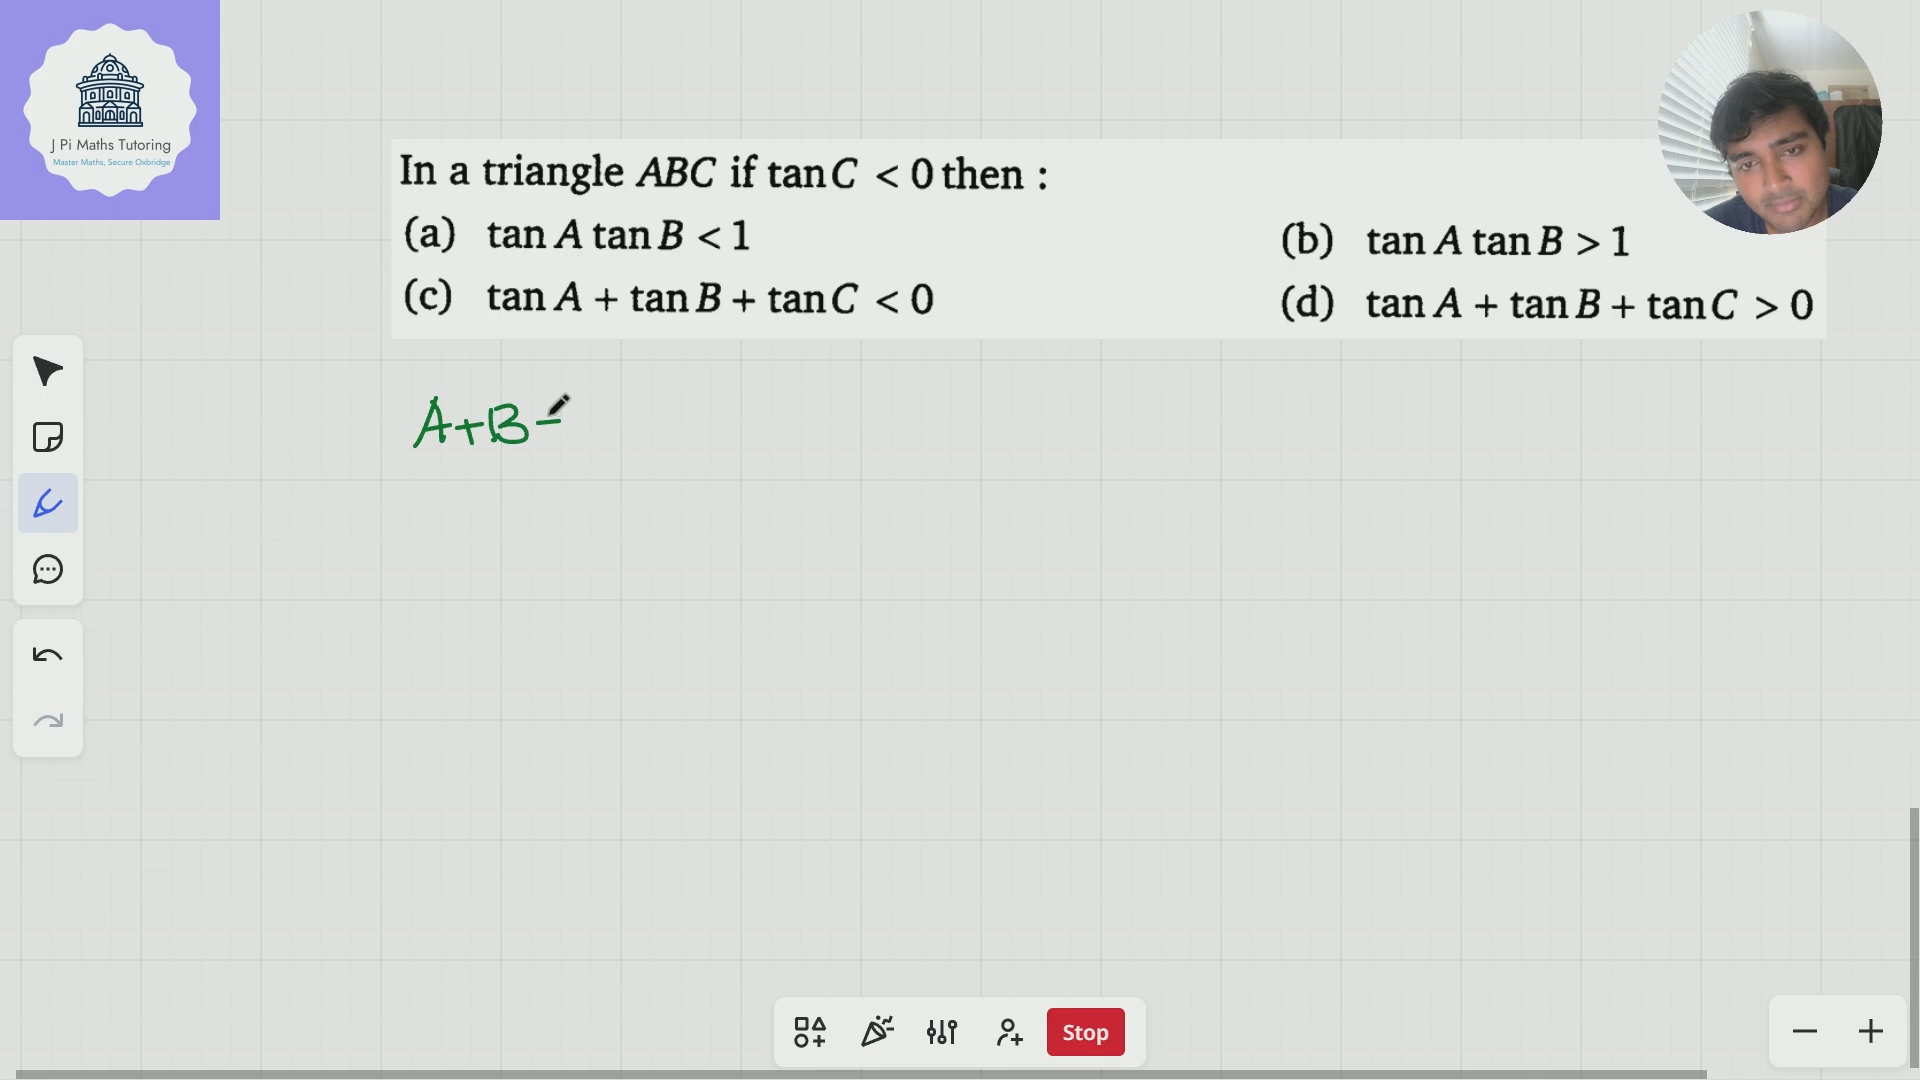 J Pi Maths Tutoring
Master Maths, Secure Oxbridge
In a triangle ABC if tan C < 0 then :
(a) tan A tan B < 1
(b) tan A tan B > 1
(c) tan A + tan B + tan C < 0
(d) tan A + tan B + tan C > 0
A+B-
Stop